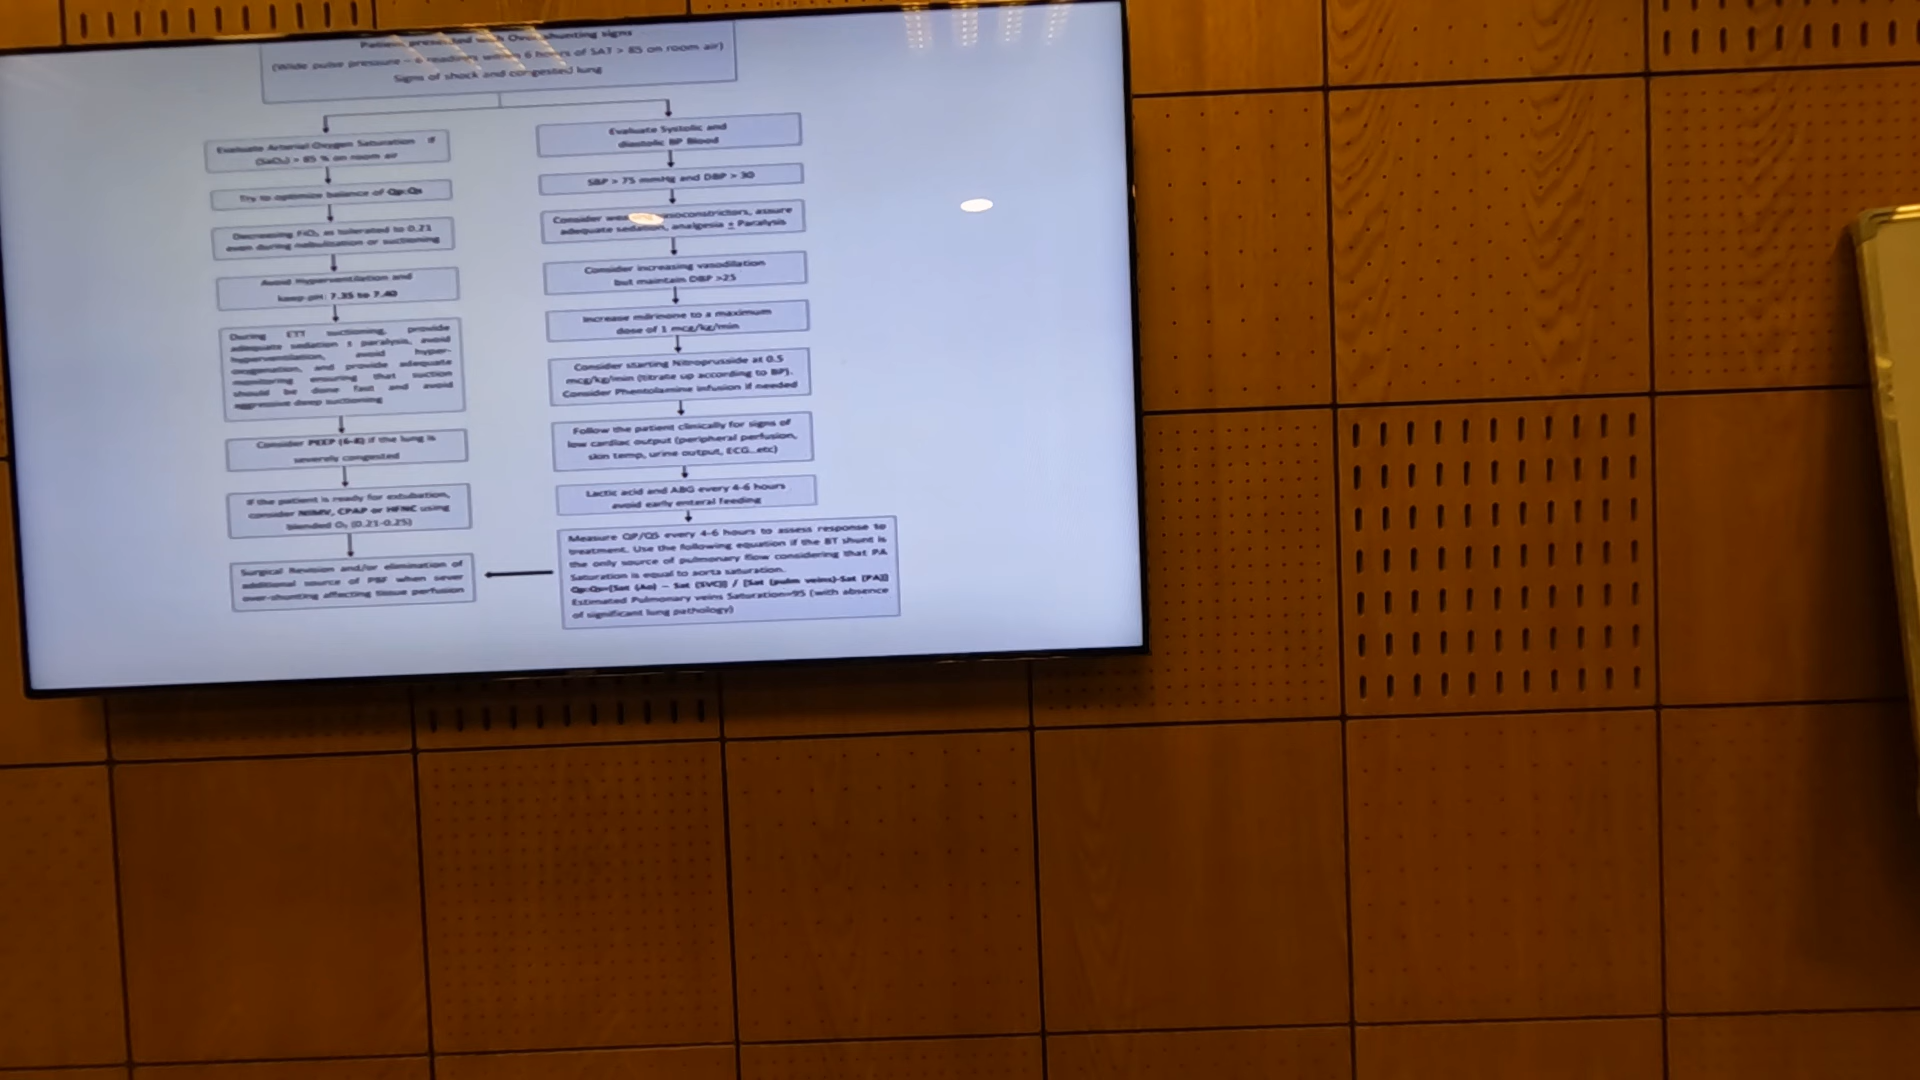 Patient presented with Over shunting signs
(Wide pulse pressure – readings within 6 hours of SAT > 85 on room air)
Signs of shock and congested lung
Evaluate Arterial Oxygen Saturation if
(SaO₂) > 85 % on room air
Try to optimize balance of Qp:Qs
Decreasing FiO₂ as tolerated to 0.21
even during nebulization or suctioning
Avoid Hyperventilation and
keep pH: 7.35 to 7.40
During ETT suctioning, provide
adequate sedation ± paralysis, avoid
hyperventilation, avoid hyper-
oxygenation, and provide adequate
monitoring ensuring that suction
should be done fast and avoid
aggressive deep suctioning
Consider PEEP (6-8) if the lung is
severely congested
If the patient is ready for extubation,
consider NIMV, CPAP or HFNC using
blended O₂ (0.21-0.25)
Surgical Revision and/or elimination of
additional source of PBF when sever
over-shunting affecting tissue perfusion
Evaluate Systolic and
diastolic BP Blood
SBP > 75 mmHg and DBP > 30
Consider weaning vasoconstrictors, assure
adequate sedation, analgesia ± Paralysis
Consider increasing vasodilation
but maintain DBP >25
Increase milrinone to a maximum
dose of 1 mcg/kg/min
Consider starting Nitroprusside at 0.5
mcg/kg/min (titrate up according to BP).
Consider Phentolamine infusion if needed
Follow the patient clinically for signs of
low cardiac output (peripheral perfusion,
skin temp, urine output, ECG..etc)
Lactic acid and ABG every 4-6 hours
avoid early enteral feeding
Measure QP/QS every 4-6 hours to assess response to
treatment. Use the following equation if the BT shunt is
the only source of pulmonary flow considering that PA
Saturation is equal to aorta saturation.
Qp:Qs=[Sat (Ao) – Sat (SVC)] / [Sat (pulm veins)-Sat (PA)]
Estimated Pulmonary veins Saturation=95 (with absence
of significant lung pathology)